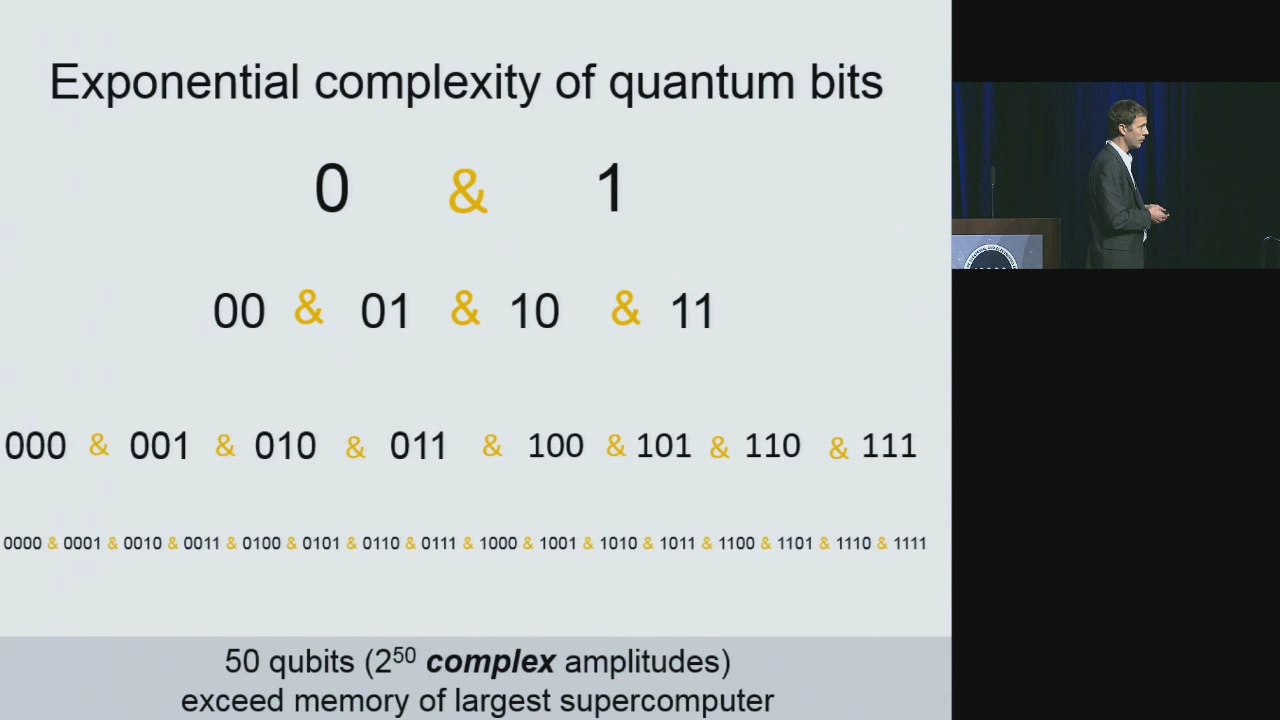 Exponential complexity of quantum bits
0 & 1
00 & 01 & 10 & 11
000 & 001 & 010 & 011 & 100 & 101 & 110 & 111
0000 & 0001 & 0010 & 0011 & 0100 & 0101 & 0110 & 0111 & 1000 & 1001 & 1010 & 1011 & 1100 & 1101 & 1110 & 1111
50 qubits (2⁵⁰ complex amplitudes)
exceed memory of largest supercomputer